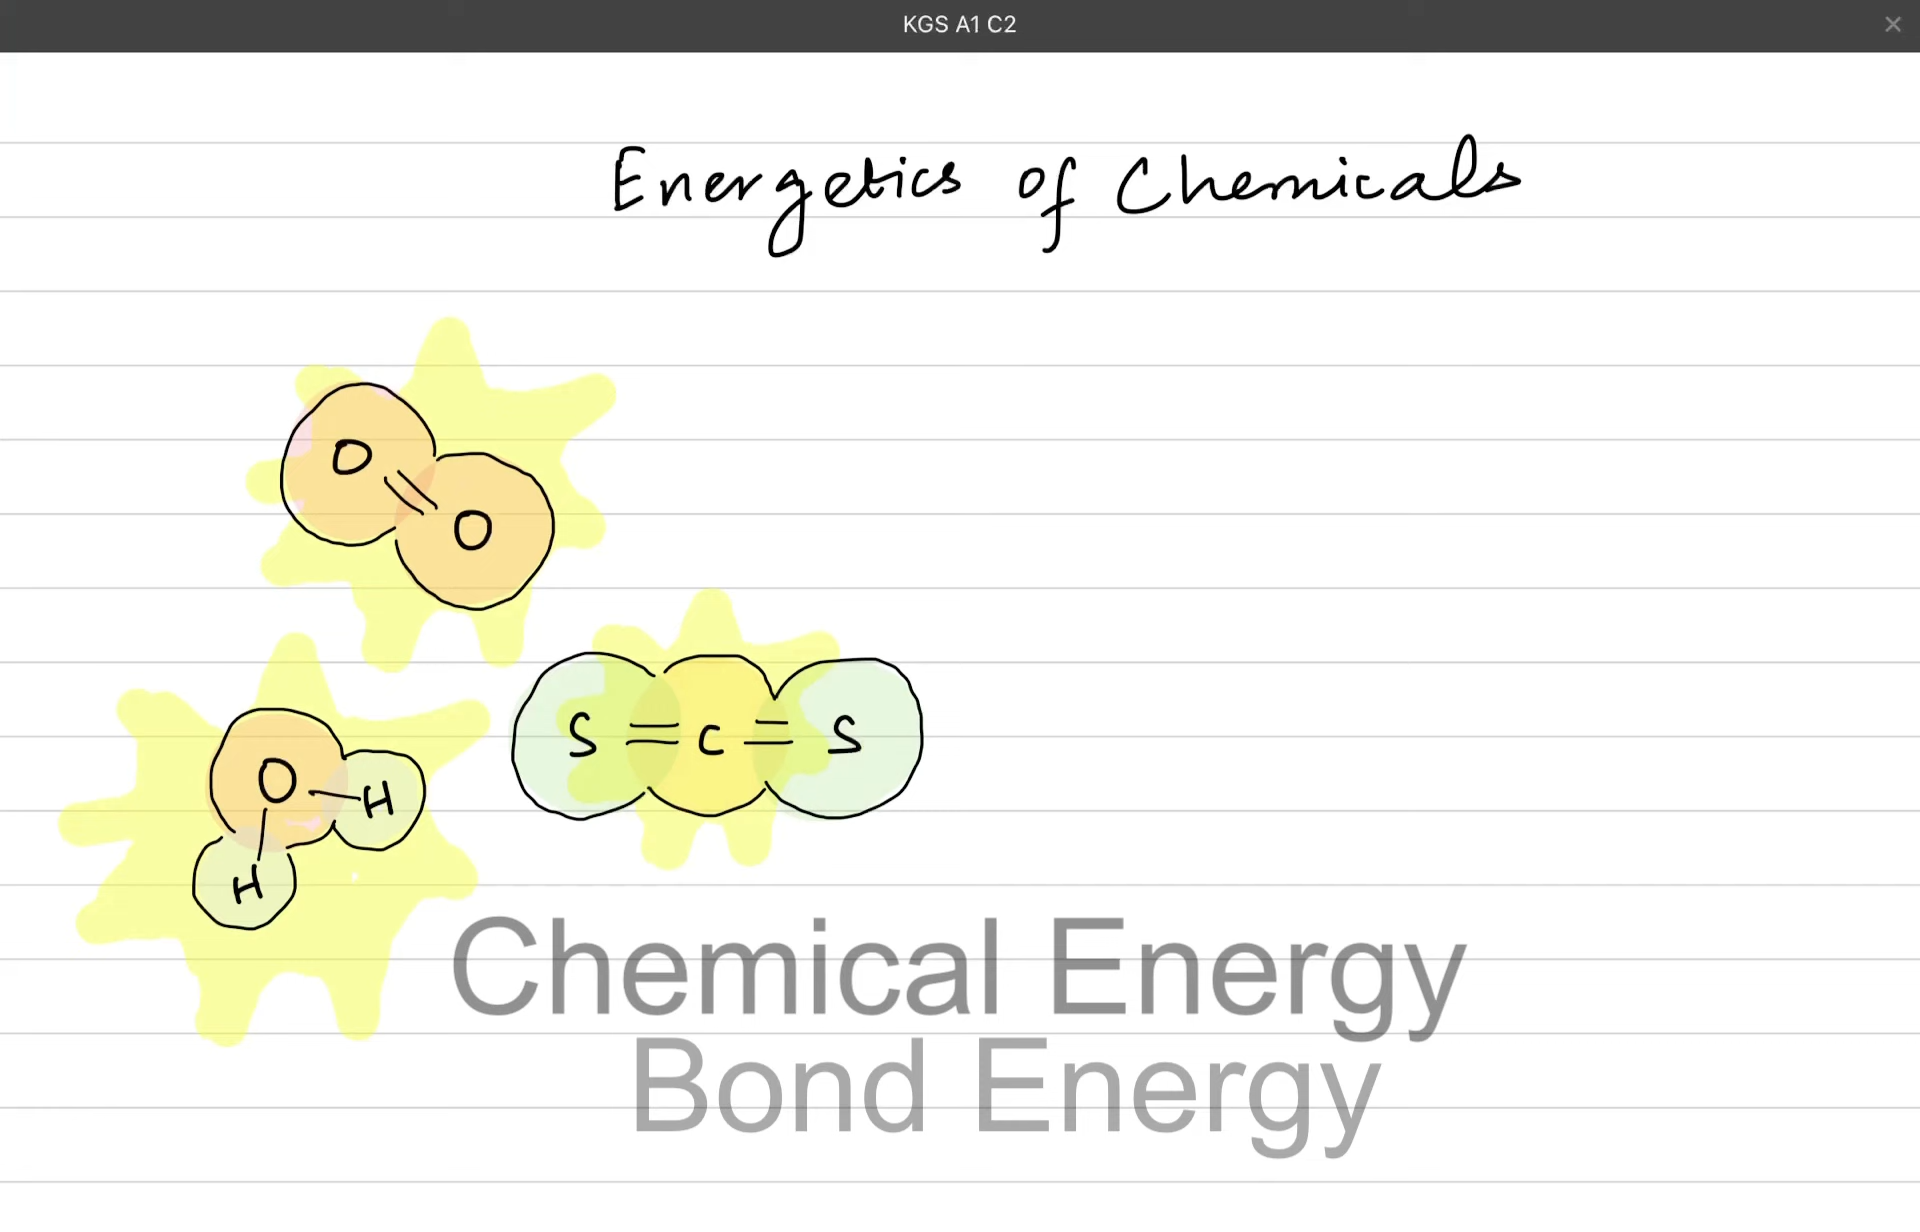 KGS A1 C2
Energetics of Chemicals
O
O
S = C = S
O - H
H
Chemical Energy
Bond Energy